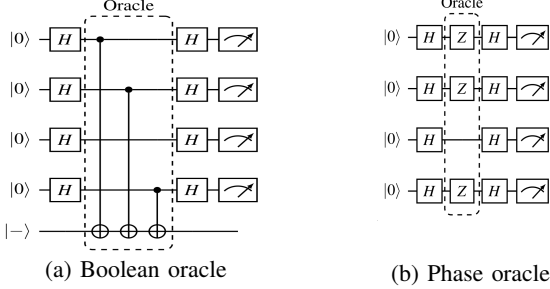 Oracle
Oracle
|0⟩ H H
|0⟩ H Z H
|0⟩ H H
|0⟩ H Z H
|0⟩ H H
|0⟩ H H
|0⟩ H H
|0⟩ H Z H
|−⟩
(a) Boolean oracle
(b) Phase oracle